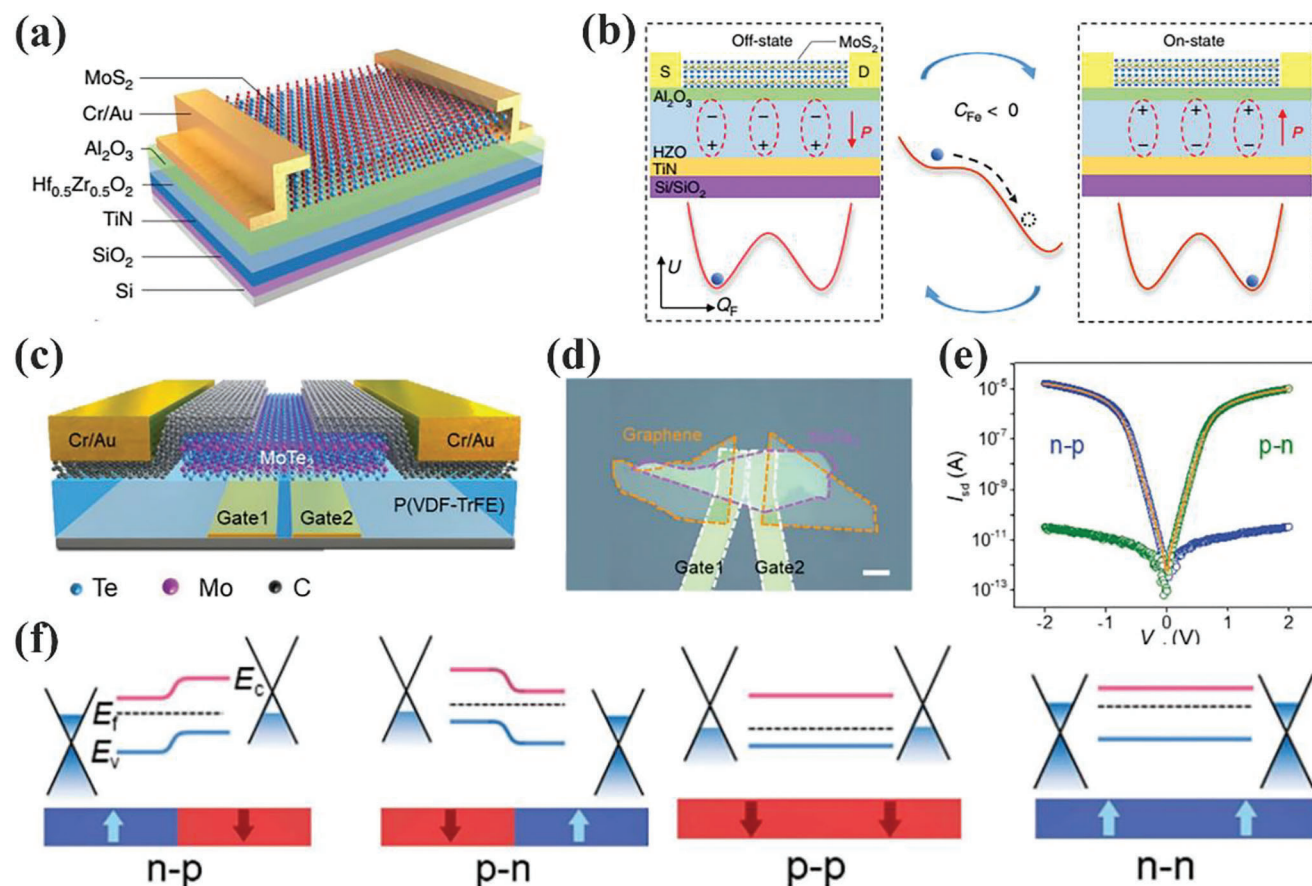 (a)
MoS2
Cr/Au
Al2O3
Hf0.5Zr0.5O2
TiN
SiO2
Si
(b)
Off-state
MoS2
On-state
S
D
Al2O3
− − −
P
+ + +
HZO
TiN
Si/SiO2
CFe < 0
+ + +
P
− − −
U
QF
(c)
Cr/Au
MoTe2
Cr/Au
P(VDF-TrFE)
Gate1
Gate2
Te
Mo
C
(d)
Graphene
Gate1
Gate2
(e)
10-5
10-7
10-9
10-11
10-13
Isd (A)
n-p
p-n
-2
-1
0
1
2
(V)
(f)
Ec
Ef
Ev
n-p
p-n
p-p
n-n